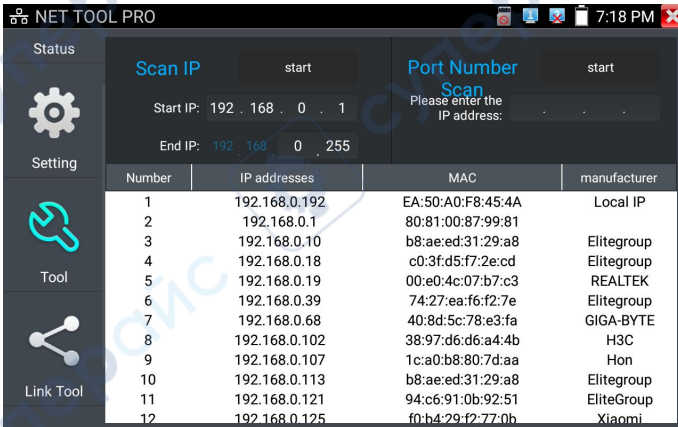 NET TOOL PRO 7:18 PM
Status
Setting
Tool
Link Tool
Scan IP start
Start IP: 192 . 168 . 0 . 1
End IP: 192 . 168 . 0 . 255
Port Number Scan start
Please enter the
IP address: . . .
Number IP addresses MAC manufacturer
1 192.168.0.192 EA:50:A0:F8:45:4A Local IP
2 192.168.0.1 80:81:00:87:99:81
3 192.168.0.10 b8:ae:ed:31:29:a8 Elitegroup
4 192.168.0.18 c0:3f:d5:f7:2e:cd Elitegroup
5 192.168.0.19 00:e0:4c:07:b7:c3 REALTEK
6 192.168.0.39 74:27:ea:f6:f2:7e Elitegroup
7 192.168.0.68 40:8d:5c:78:e3:fa GIGA-BYTE
8 192.168.0.102 38:97:d6:d6:a4:4b H3C
9 192.168.0.107 1c:a0:b8:80:7d:aa Hon
10 192.168.0.113 b8:ae:ed:31:29:a8 Elitegroup
11 192.168.0.121 94:c6:91:0b:92:51 EliteGroup
12 192.168.0.125 f0:b4:29:f2:77:0b Xiaomi